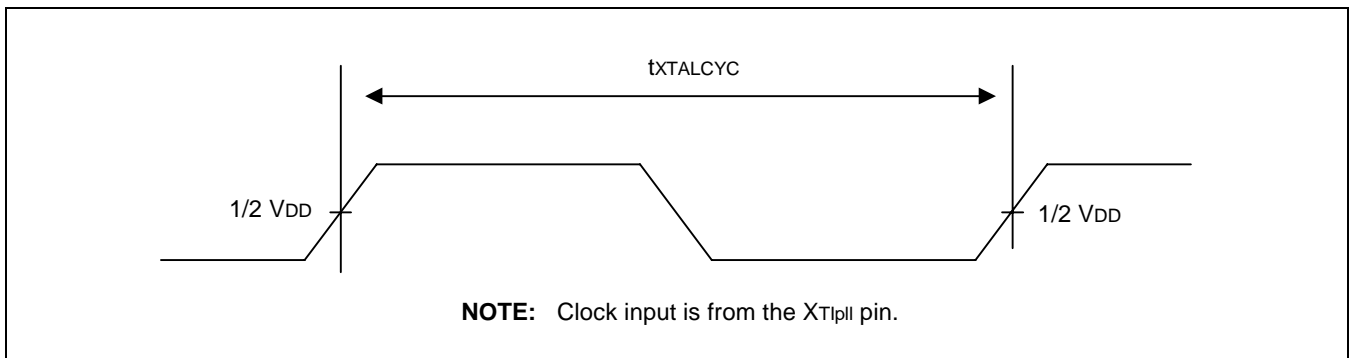 tXTALCYC
1/2 VDD
1/2 VDD
NOTE: Clock input is from the XTIpll pin.